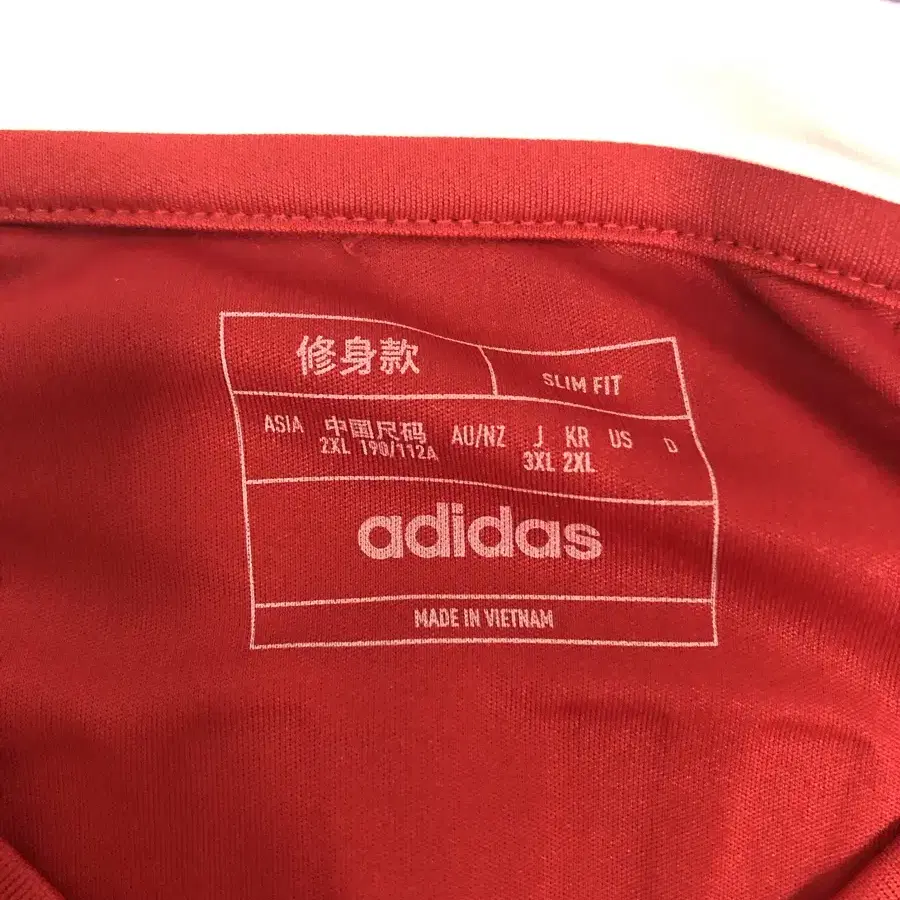 修身款 SLIM FIT
ASIA 中国尺码 AU/NZ J KR US D
2XL 190/112A 3XL 2XL
adidas
MADE IN VIETNAM